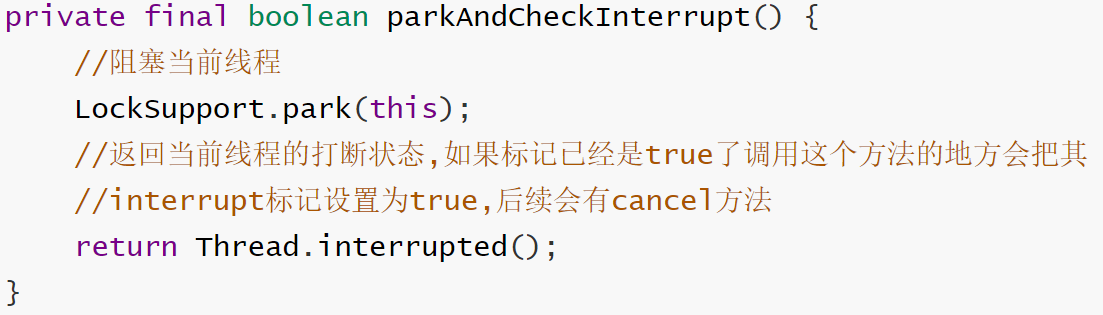 private final boolean parkAndCheckInterrupt() {
    //阻塞当前线程
    LockSupport.park(this);
    //返回当前线程的打断状态,如果标记已经是true了调用这个方法的地方会把其
    //interrupt标记设置为true,后续会有cancel方法
    return Thread.interrupted();
}